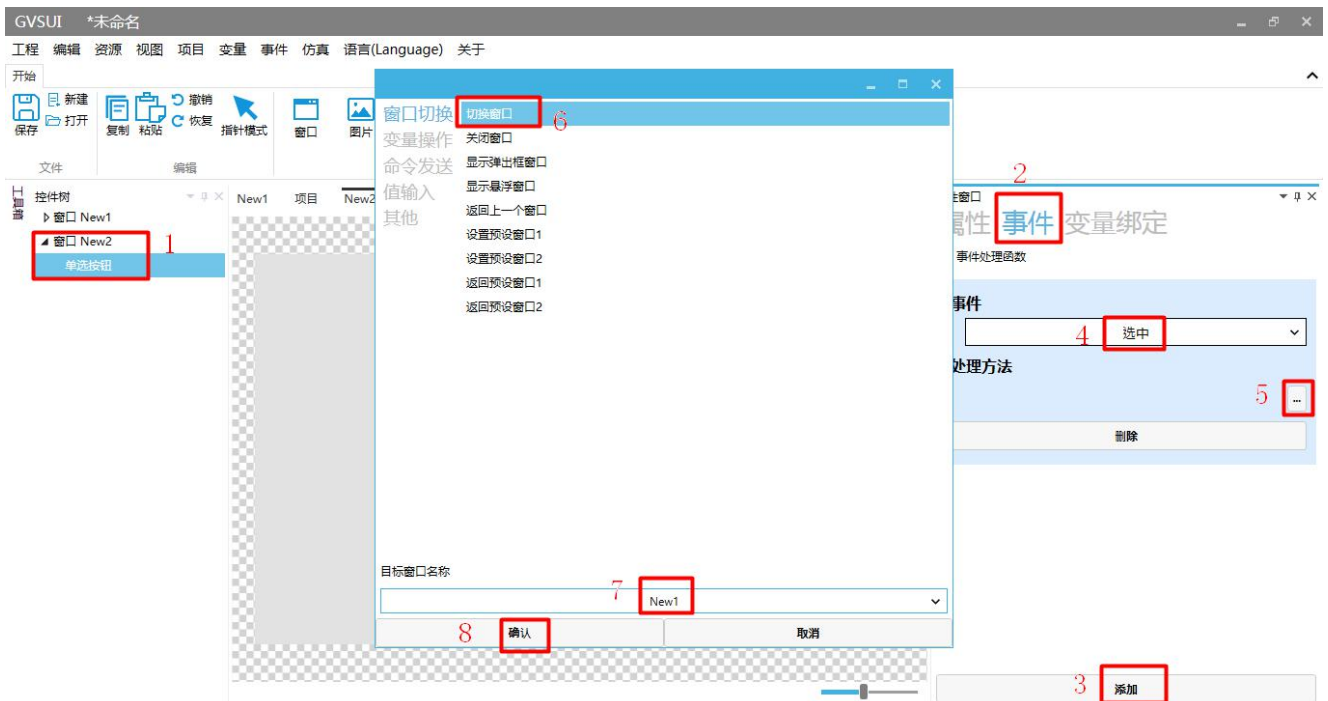 GVSUI *未命名
工程 编辑 资源 视图 项目 变量 事件 仿真 语言(Language) 关于
开始
保存
新建
打开
文件
复制
粘贴
撤销
恢复
编辑
指针模式
窗口
图片
工具箱
控件树
窗口 New1
窗口 New2
单选按钮
1
New1 项目 New2
窗口切换
变量操作
命令发送
值输入
其他
切换窗口
6
关闭窗口
显示弹出框窗口
显示悬浮窗口
返回上一个窗口
设置预设窗口1
设置预设窗口2
返回预设窗口1
返回预设窗口2
目标窗口名称
7
New1
8
确认
取消
2
性窗口
属性 事件 变量绑定
事件处理函数
事件
4
选中
处理方法
5
...
删除
3
添加